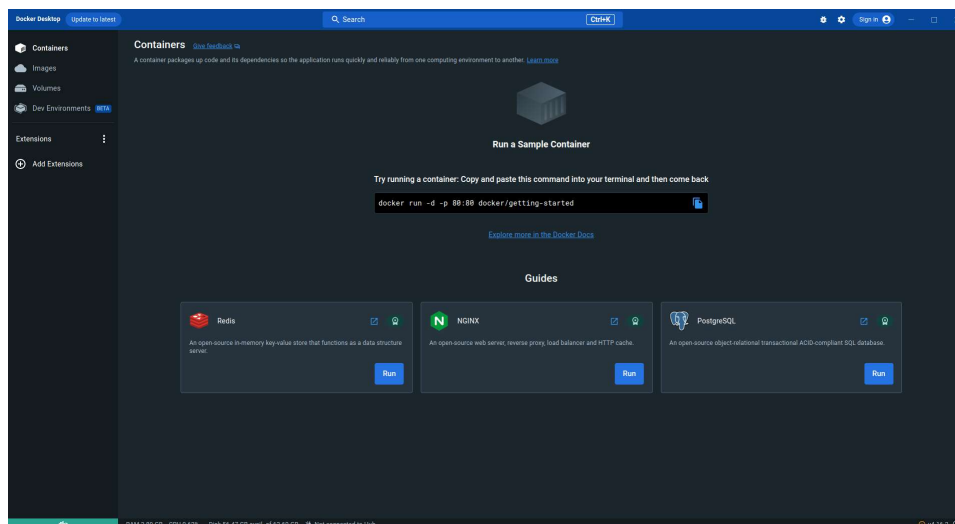 Docker Desktop Update to latest Search Ctrl+K Sign in
Containers
Images
Volumes
Dev Environments BETA
Extensions
Add Extensions
Containers Give feedback
A container packages up code and its dependencies so the application runs quickly and reliably from one computing environment to another. Learn more
Run a Sample Container
Try running a container: Copy and paste this command into your terminal and then come back
docker run -d -p 80:80 docker/getting-started
Explore more in the Docker Docs
Guides
Redis
An open-source in-memory key-value store that functions as a data structure
server.
Run
NGINX
An open-source web server, reverse proxy, load balancer and HTTP cache.
Run
PostgreSQL
An open-source object-relational transactional ACID-compliant SQL database.
Run